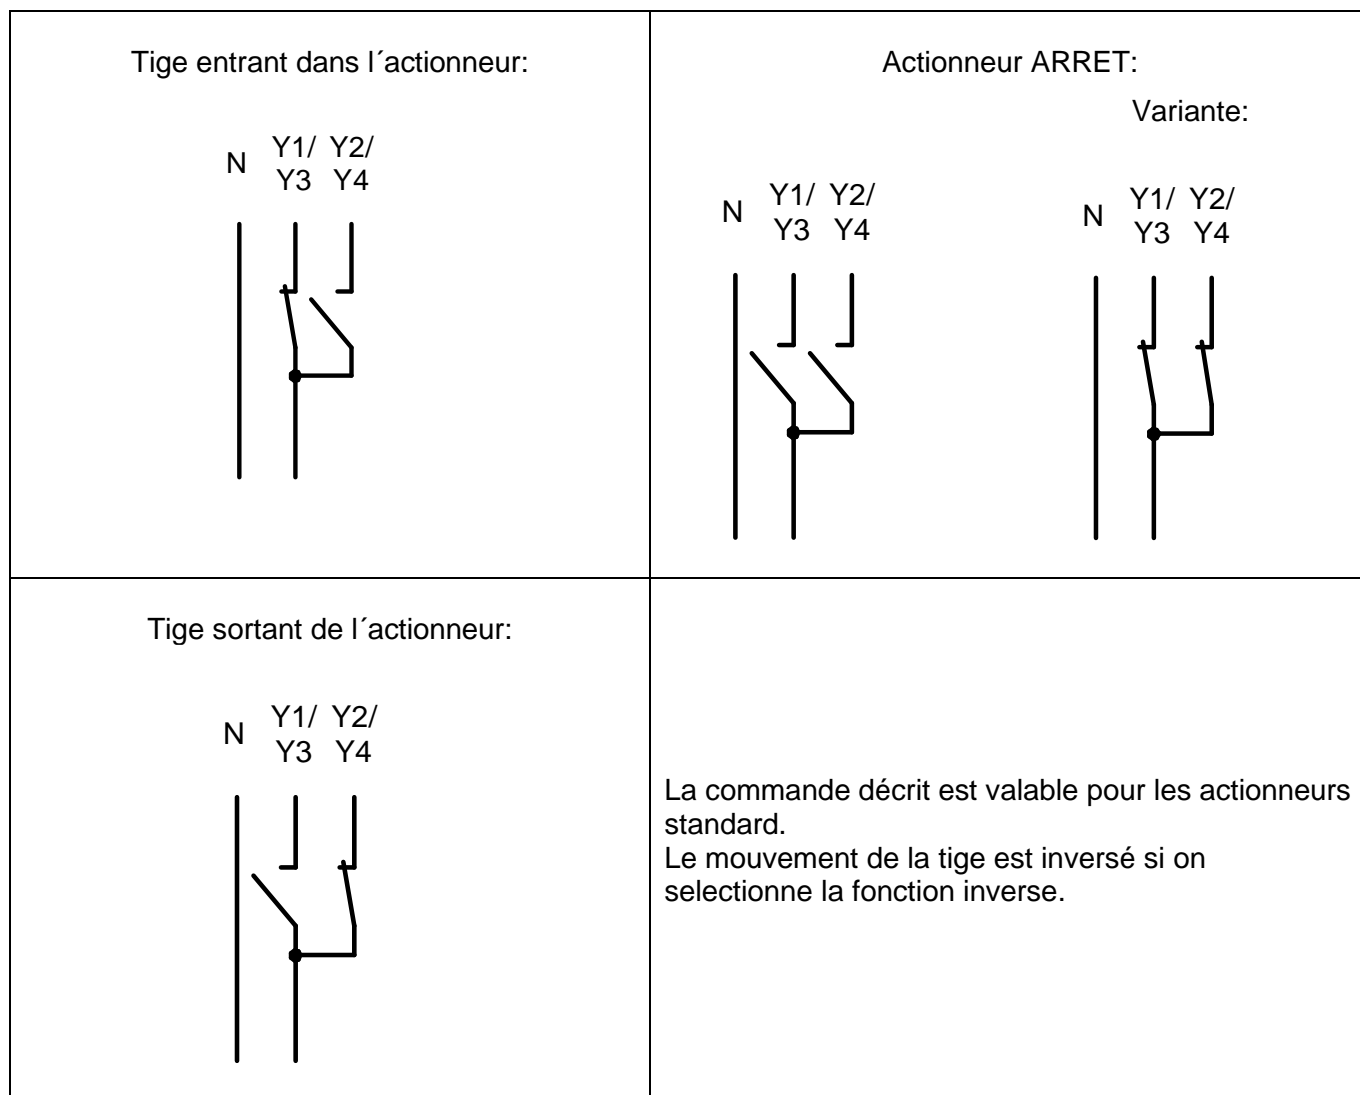 Tige entrant dans l´actionneur:
N Y1/ Y2/
Y3 Y4
Actionneur ARRET:
Variante:
N Y1/ Y2/
Y3 Y4
N Y1/ Y2/
Y3 Y4
Tige sortant de l´actionneur:
N Y1/ Y2/
Y3 Y4
La commande décrit est valable pour les actionneurs
standard.
Le mouvement de la tige est inversé si on
selectionne la fonction inverse.